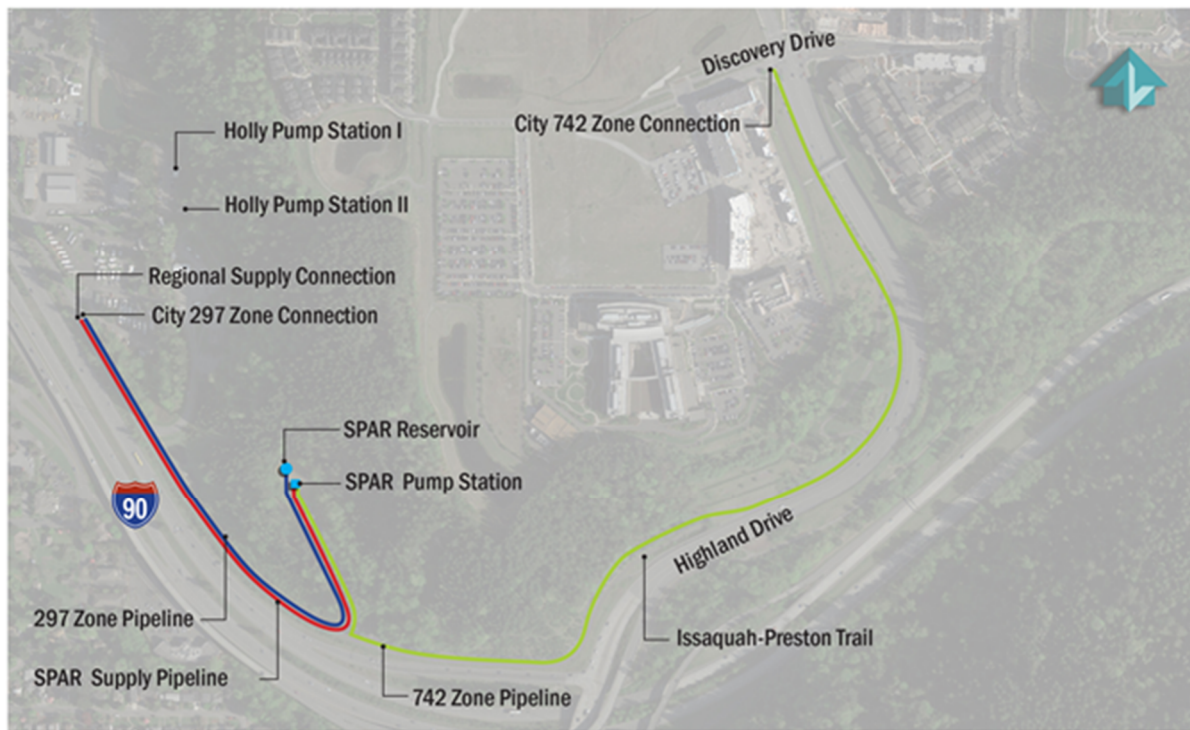 Discovery Drive
City 742 Zone Connection
Holly Pump Station I
Holly Pump Station II
Regional Supply Connection
City 297 Zone Connection
SPAR Reservoir
SPAR Pump Station
90
Highland Drive
297 Zone Pipeline
Issaquah-Preston Trail
SPAR Supply Pipeline
742 Zone Pipeline